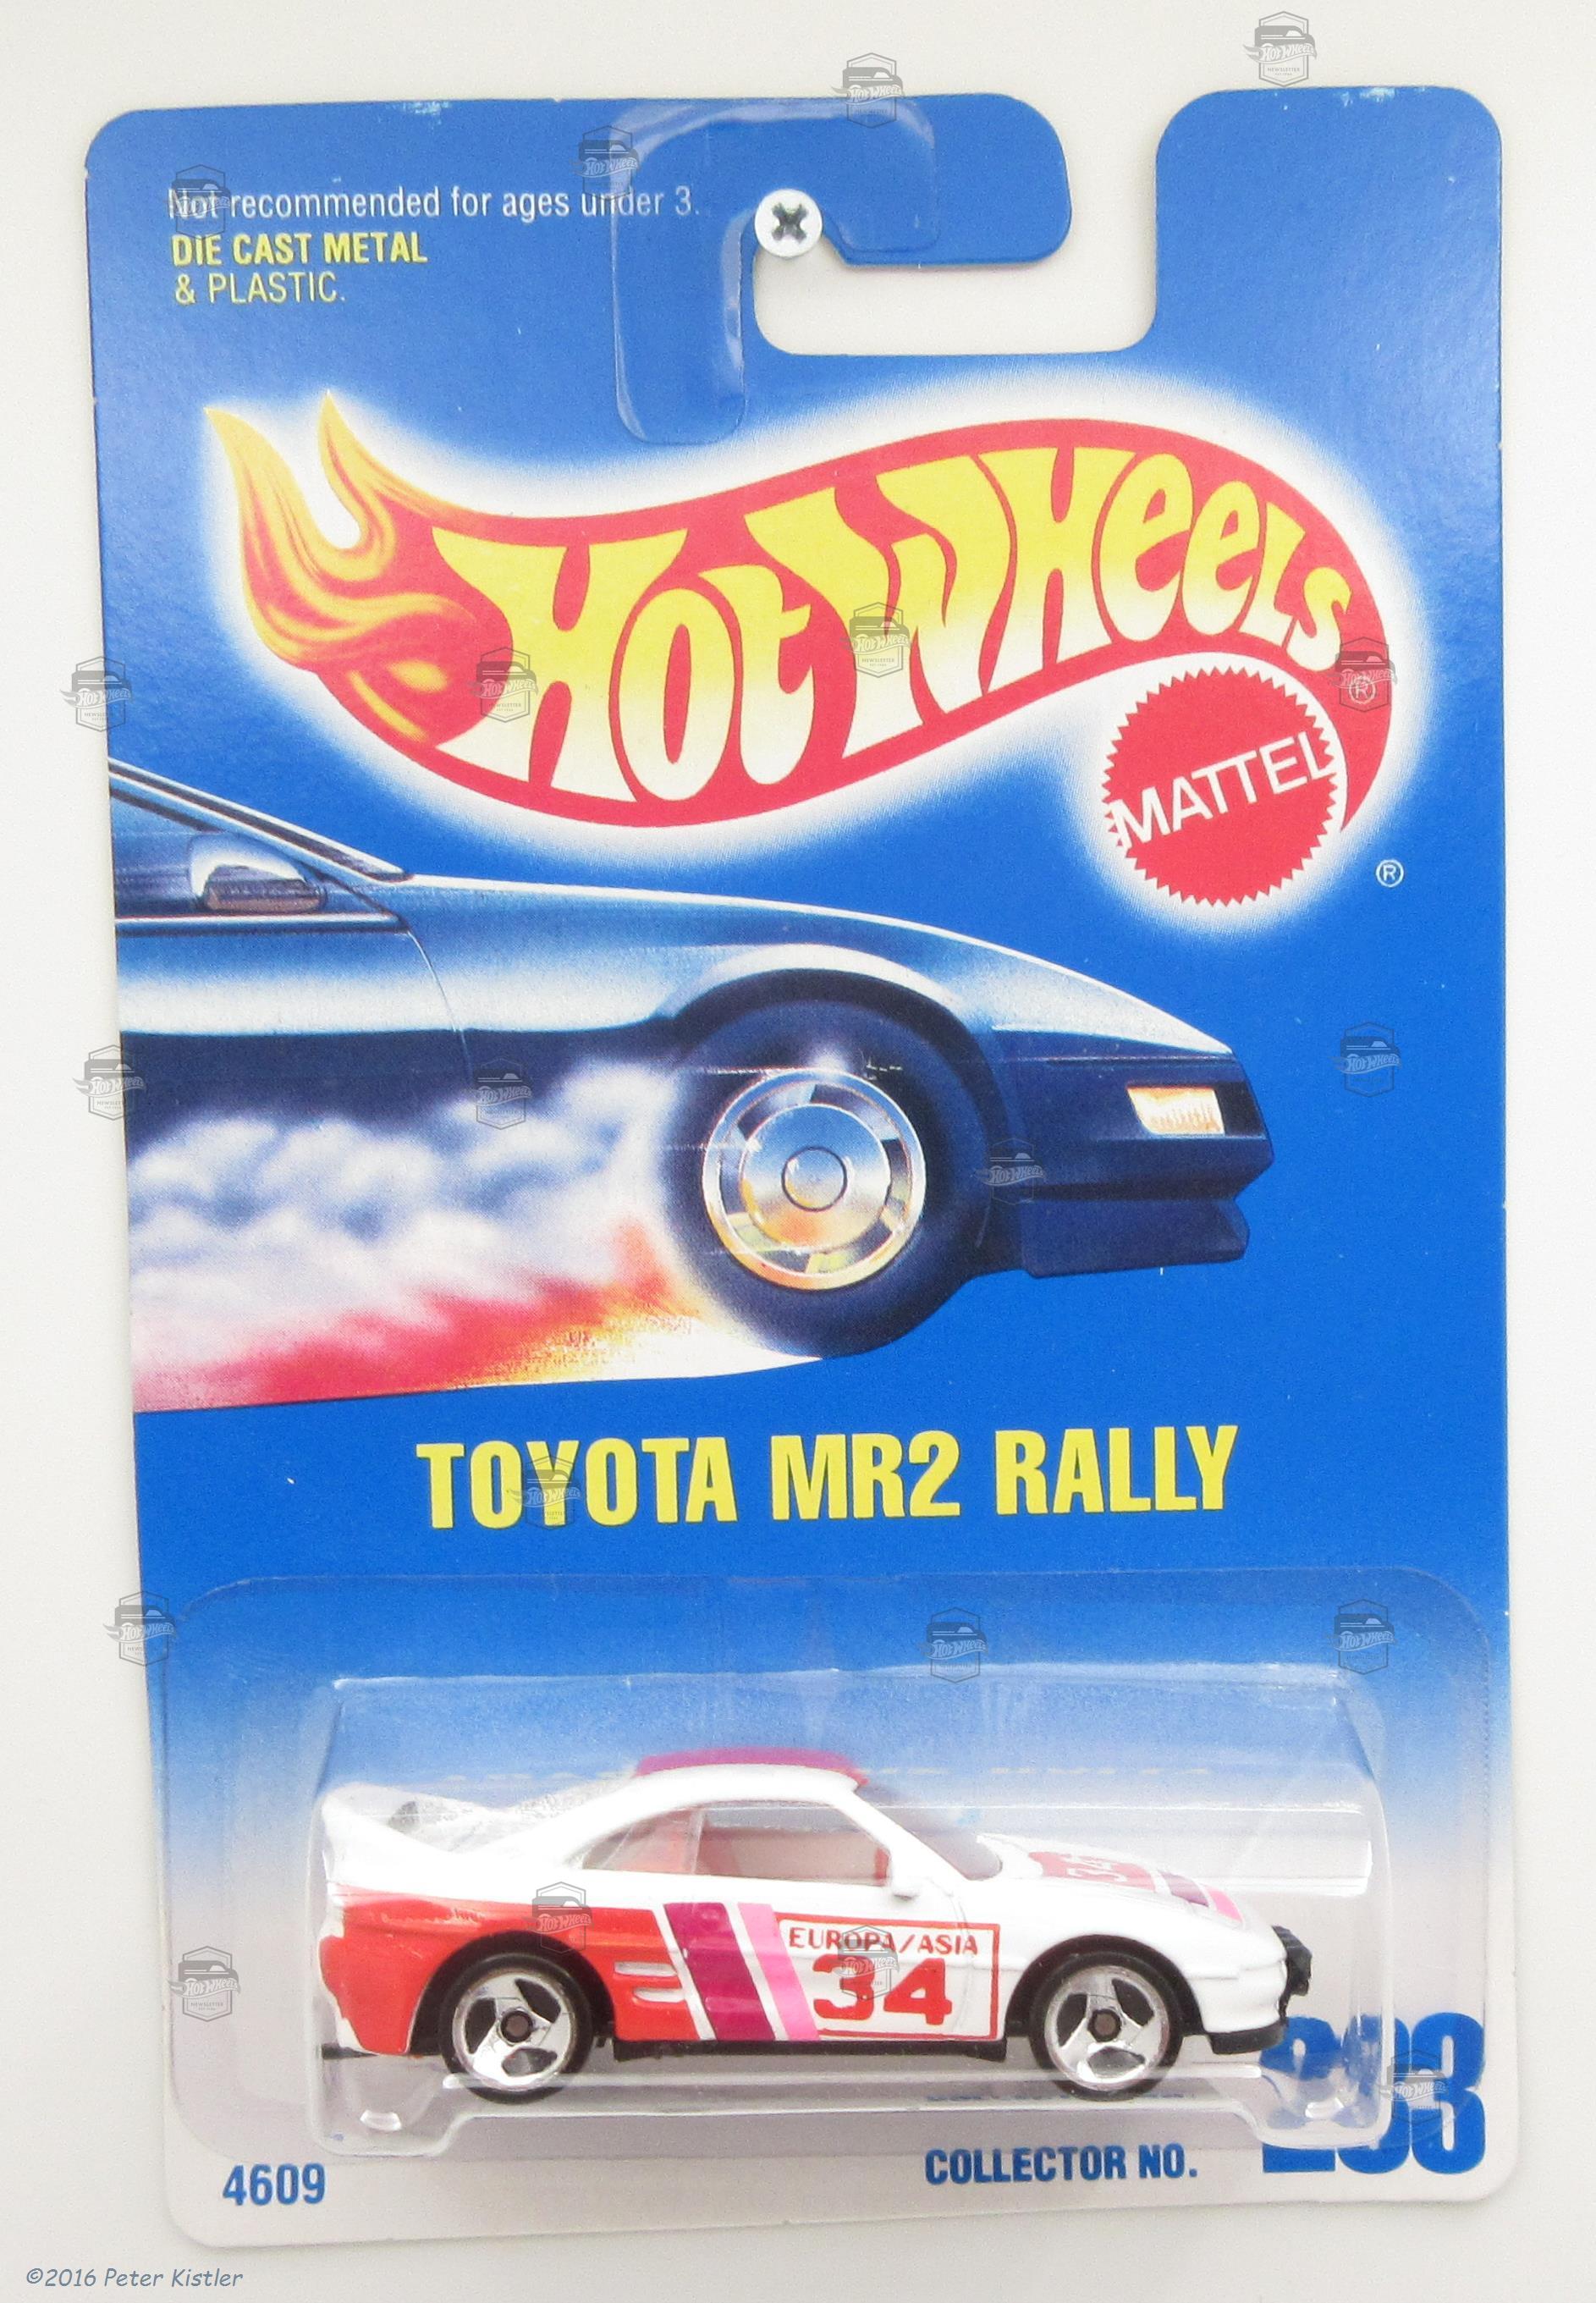 Not recommended for ages under 3.
DIE CAST METAL
& PLASTIC.
Hot Wheels
®
MATTEL
®
TOYOTA MR2 RALLY
34
EUROPA/ASIA
34
4609
COLLECTOR NO.
©2016 Peter Kistler